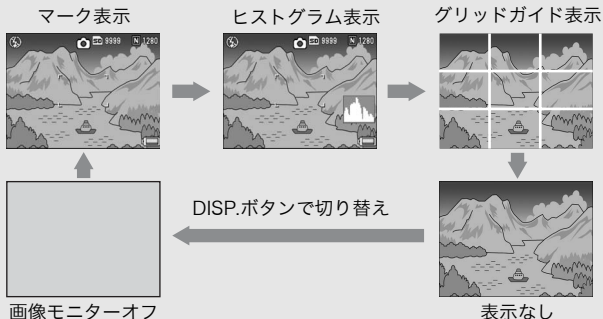 マーク表示
ヒストグラム表示
グリッドガイド表示
SD 9999 N 1280
SD 9999 N 1280
DISP.ボタンで切り替え
画像モニターオフ
表示なし